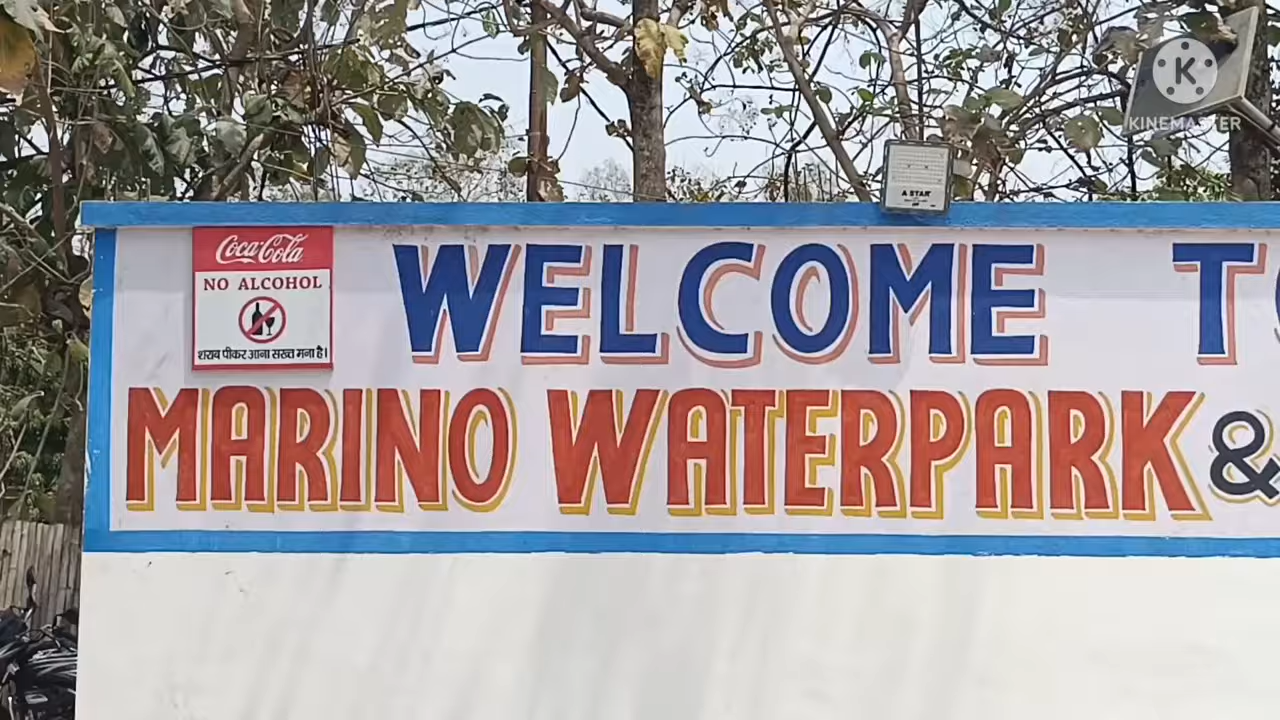 KINEMASTER
A STAR
Coca-Cola
NO ALCOHOL
शराब पीकर आना सख्त मना है।
WELCOME TO
MARINO WATERPARK &